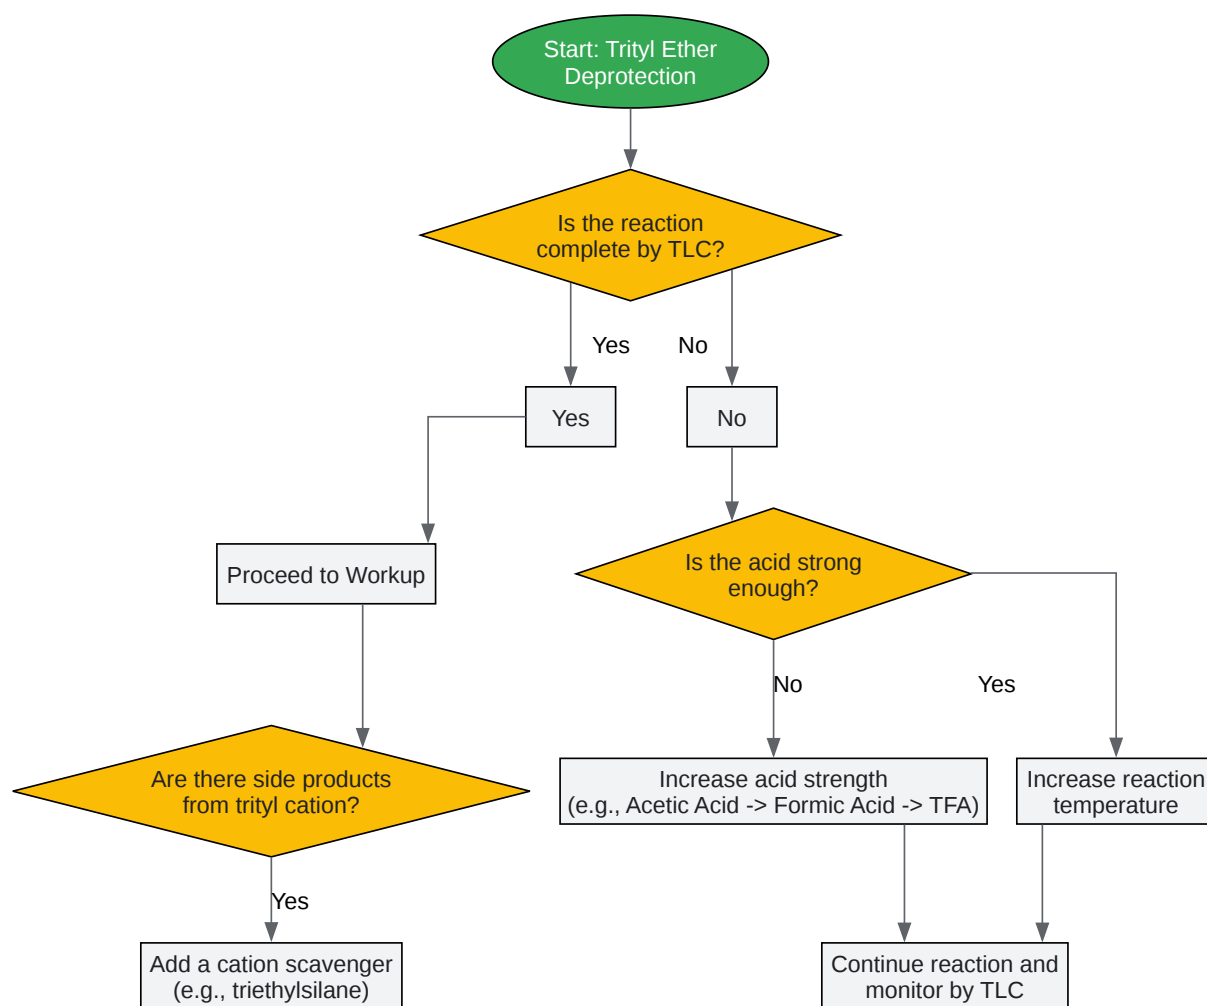 Start: Trityl Ether
Deprotection
Is the reaction
complete by TLC?
Yes
No
Yes
No
Is the acid strong
enough?
Proceed to Workup
No
Yes
Are there side products
from trityl cation?
Increase acid strength
(e.g., Acetic Acid -> Formic Acid -> TFA)
Increase reaction
temperature
Yes
Add a cation scavenger
(e.g., triethylsilane)
Continue reaction and
monitor by TLC